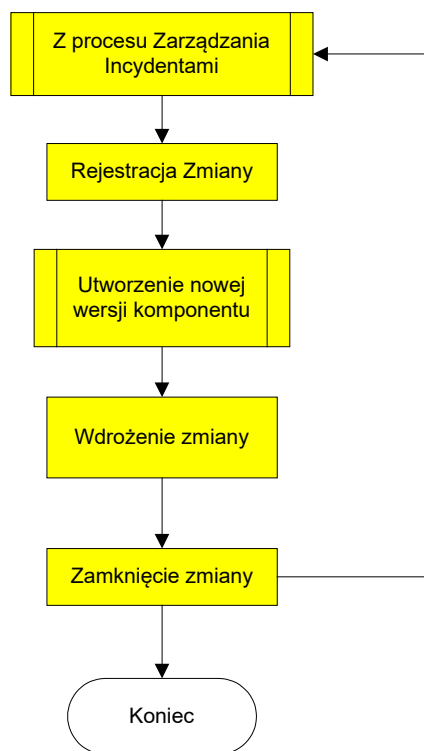 Z procesu Zarządzania
Incydentami
Rejestracja Zmiany
Utworzenie nowej
wersji komponentu
Wdrożenie zmiany
Zamknięcie zmiany
Koniec